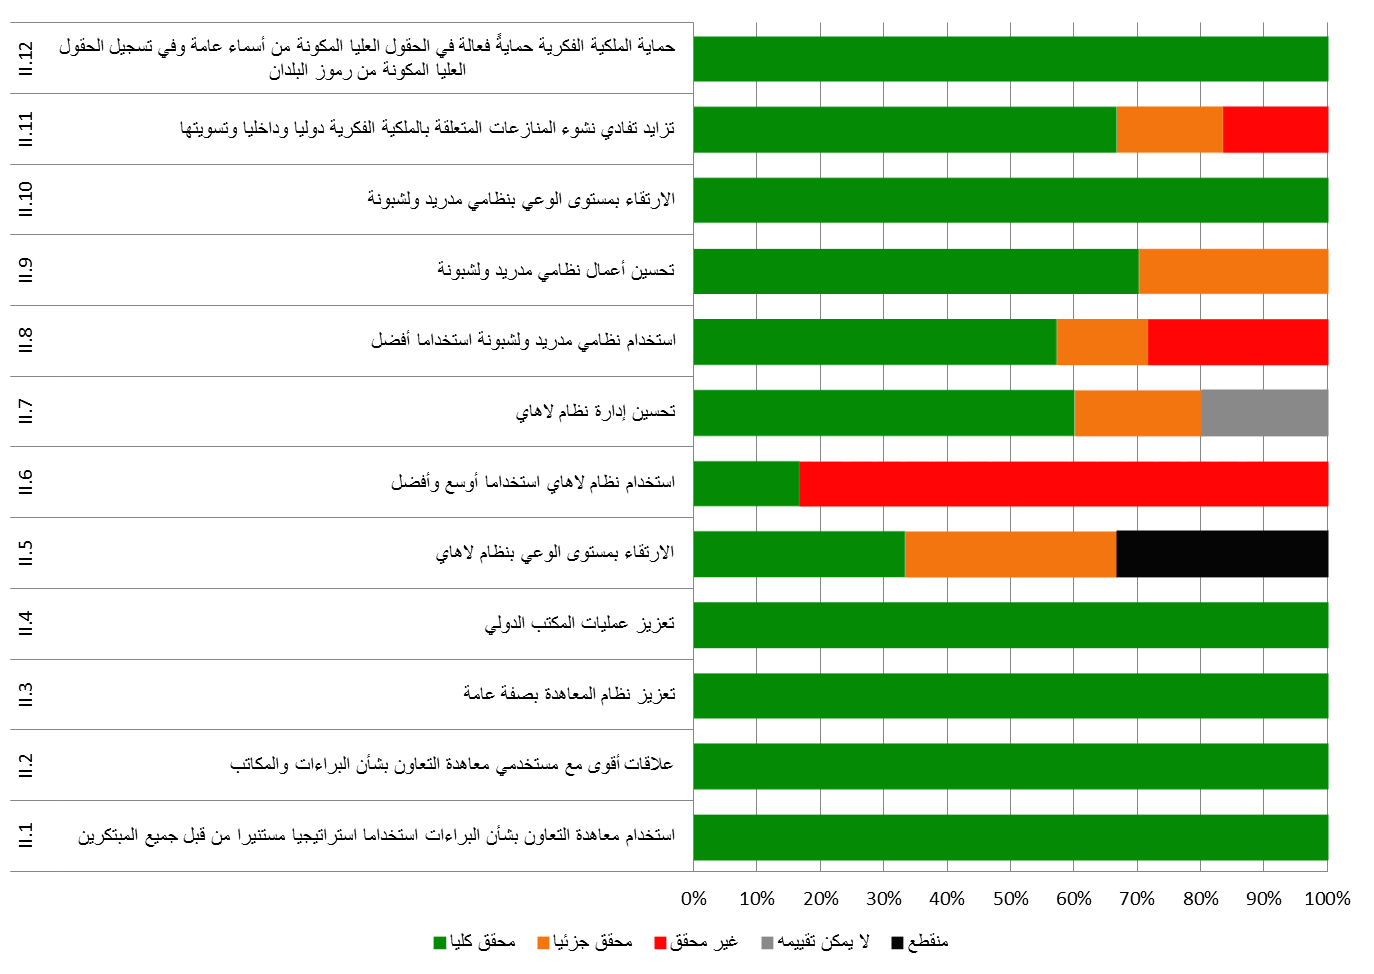 II.12
حماية الملكية الفكرية حمايةً فعالة في الحقول العليا المكونة من أسماء عامة وفي تسجيل الحقول
العليا المكونة من رموز البلدان
II.11
تزايد تفادي نشوء المنازعات المتعلقة بالملكية الفكرية دوليا وداخليا وتسويتها
II.10
الارتقاء بمستوى الوعي بنظامي مدريد ولشبونة
II.9
تحسين أعمال نظامي مدريد ولشبونة
II.8
استخدام نظامي مدريد ولشبونة استخداما أفضل
II.7
تحسين إدارة نظام لاهاي
II.6
استخدام نظام لاهاي استخداما أوسع وأفضل
II.5
الارتقاء بمستوى الوعي بنظام لاهاي
II.4
تعزيز عمليات المكتب الدولي
II.3
تعزيز نظام المعاهدة بصفة عامة
II.2
علاقات أقوى مع مستخدمي معاهدة التعاون بشأن البراءات والمكاتب
II.1
استخدام معاهدة التعاون بشأن البراءات استخداما استراتيجيا مستنيرا من قبل جميع المبتكرين
0% 10% 20% 30% 40% 50% 60% 70% 80% 90% 100%
محقق كليا
محقق جزئيا
غير محقق
لا يمكن تقييمه
منقطع